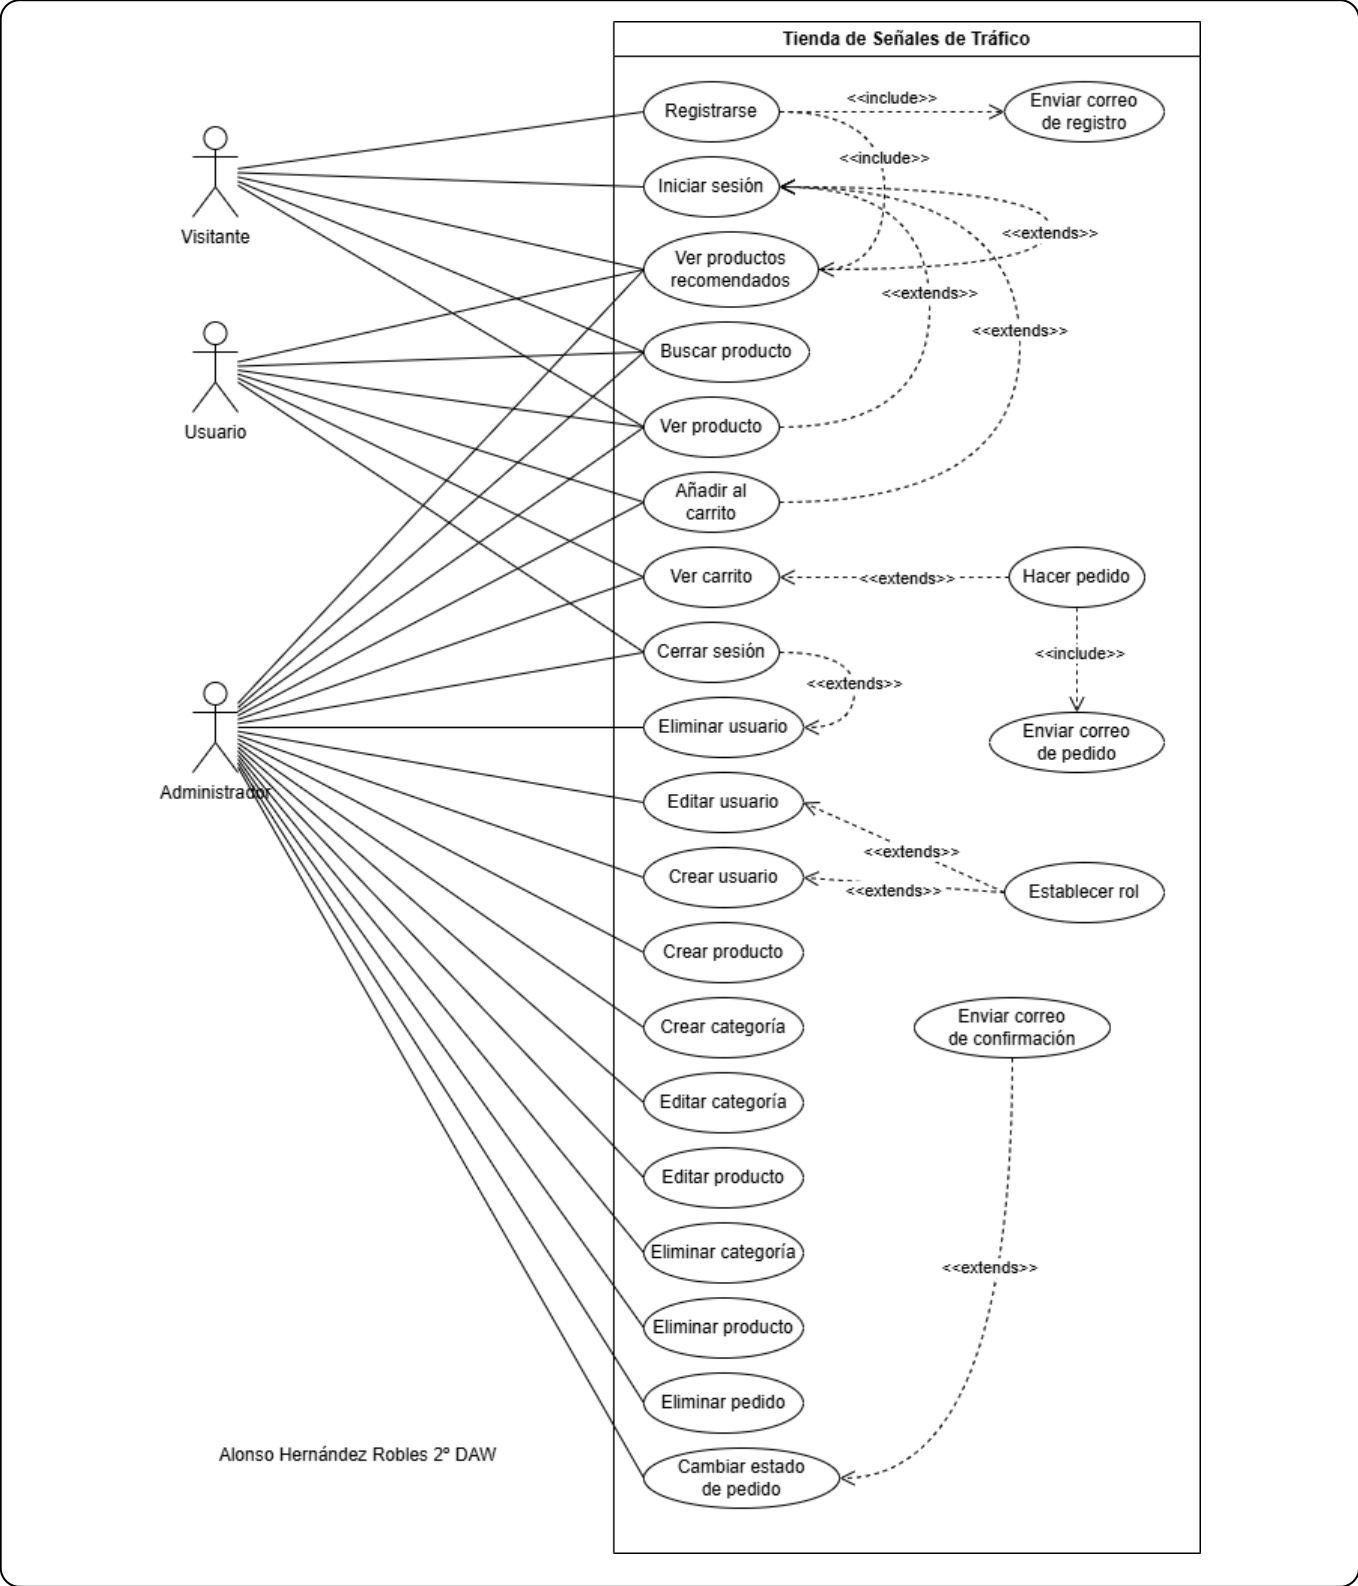 Tienda de Señales de Tráfico
Registrarse
<<include>>
Enviar correo
de registro
<<include>>
Iniciar sesión
Visitante
<<extends>>
Ver productos
recomendados
<<extends>>
<<extends>>
Buscar producto
Usuario
Ver producto
Añadir al
carrito
Ver carrito
<<extends>>
Hacer pedido
Cerrar sesión
<<include>>
<<extends>>
Eliminar usuario
Enviar correo
de pedido
Administrador
Editar usuario
<<extends>>
Crear usuario
<<extends>>
Establecer rol
Crear producto
Crear categoría
Enviar correo
de confirmación
Editar categoría
Editar producto
Eliminar categoría
<<extends>>
Eliminar producto
Eliminar pedido
Alonso Hernández Robles 2º DAW
Cambiar estado
de pedido